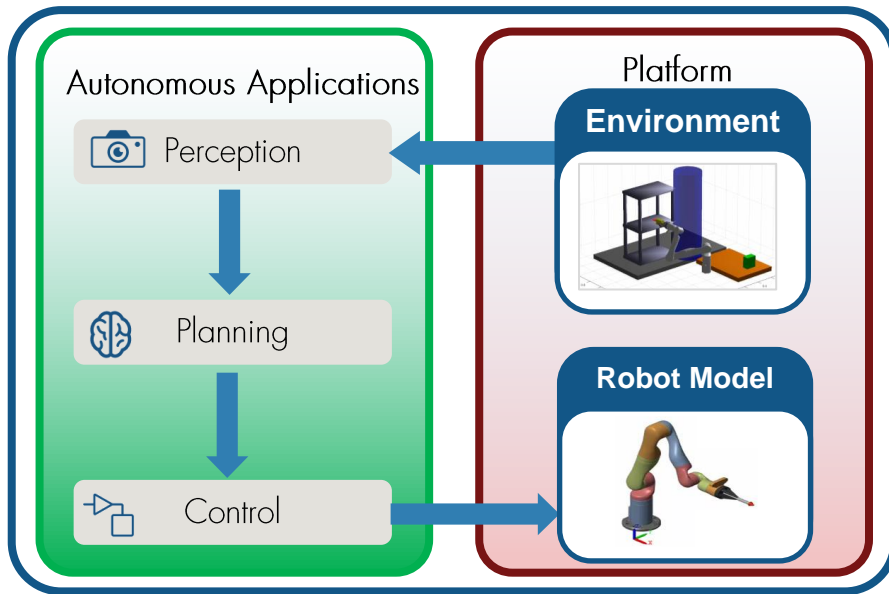 Autonomous Applications
Perception
Planning
Control
Platform
Environment
Robot Model